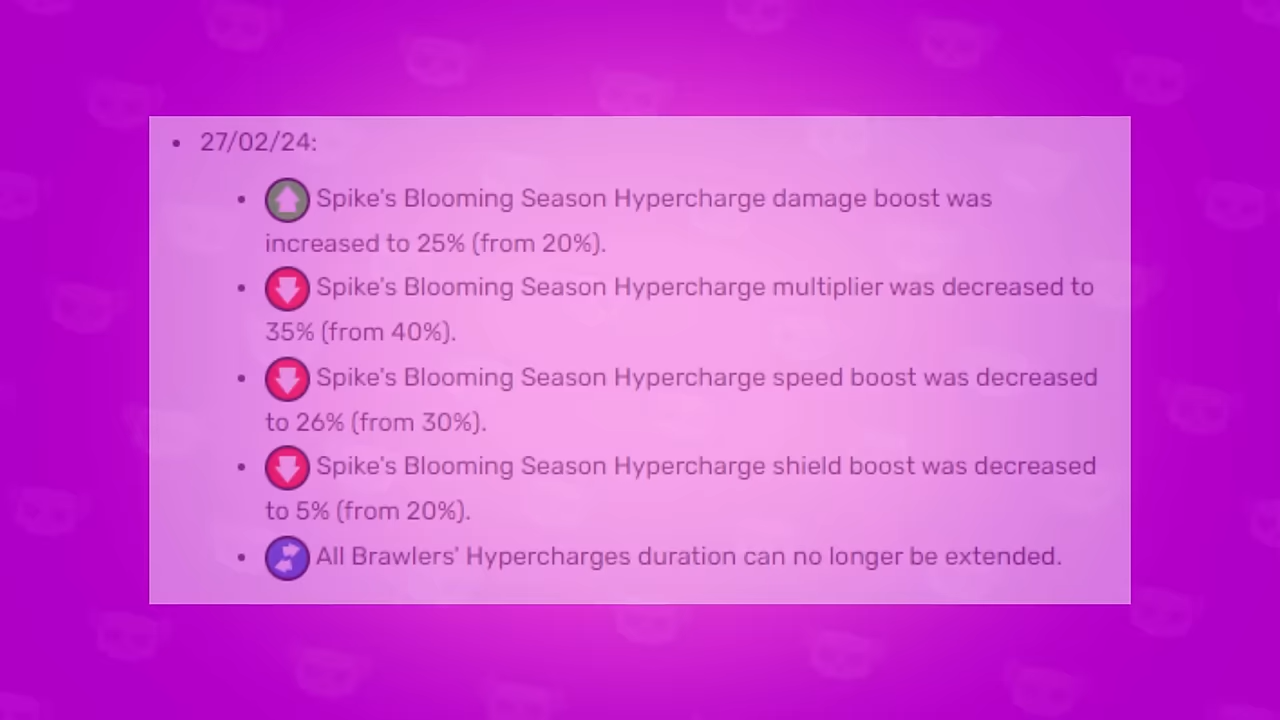 • 27/02/24:
• Spike's Blooming Season Hypercharge damage boost was
increased to 25% (from 20%).
• Spike's Blooming Season Hypercharge multiplier was decreased to
35% (from 40%).
• Spike's Blooming Season Hypercharge speed boost was decreased
to 26% (from 30%).
• Spike's Blooming Season Hypercharge shield boost was decreased
to 5% (from 20%).
• All Brawlers' Hypercharges duration can no longer be extended.